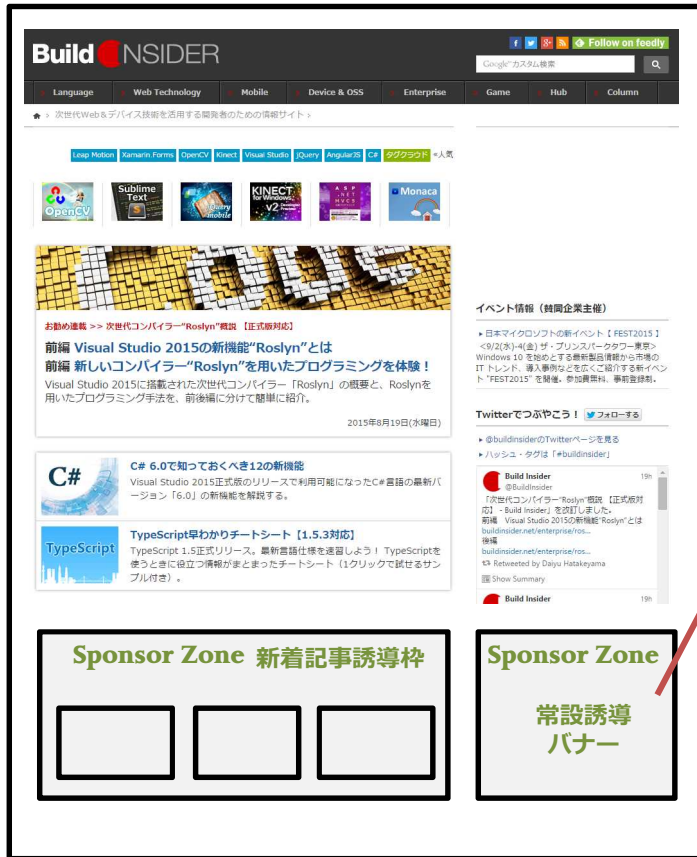 Build INSIDER
Follow on feedly
Google™カスタム検索
Language
Web Technology
Mobile
Device & OSS
Enterprise
Game
Hub
Column
> 次世代Web＆デバイス技術を活用する開発者のための情報サイト >
Leap Motion Xamarin.Forms OpenCV Kinect Visual Studio jQuery AngularJS C# タグクラウド «人気
OpenCV
Sublime Text
jQuery mobile
KINECT for Windows v2
ASP .NET MVC5
Monaca
Code
お勧め連載 >> 次世代コンパイラー“Roslyn”概説 【正式版対応】
前編 Visual Studio 2015の新機能“Roslyn”とは
前編 新しいコンパイラー“Roslyn”を用いたプログラミングを体験！
Visual Studio 2015に搭載された次世代コンパイラー「Roslyn」の概要と、Roslynを
用いたプログラミング手法を、前後編に分けて簡単に紹介。
2015年8月19日(水曜日)
C#
C# 6.0で知っておくべき12の新機能
Visual Studio 2015正式版のリリースで利用可能になったC#言語の最新バ
ージョン「6.0」の新機能を解説する。
TypeScript
TypeScript早わかりチートシート【1.5.3対応】
TypeScript 1.5正式リリース。最新言語仕様を速習しよう！ TypeScriptを
使うときに役立つ情報がまとまったチートシート（1クリックで試せるサン
プル付き）。
イベント情報（賛同企業主催）
日本マイクロソフトの新イベント【 FEST2015 】
＜9/2(水)-4(金) ザ・プリンスパークタワー東京＞
Windows 10 を始めとする最新製品情報から市場の
IT トレンド、導入事例などを広くご紹介する新イベン
ト "FEST2015" を開催。参加費無料、事前登録制。
Twitterでつぶやこう！ フォローする
@buildinsiderのTwitterページを見る
ハッシュ・タグは「#buildinsider」
Build Insider 19h
@BuildInsider
「次世代コンパイラー"Roslyn"概説 【正式版対
応】 - Build Insider」を改訂しました。
前編 Visual Studio 2015の新機能"Roslyn"とは
buildinsider.net/enterprise/ros...
後編
buildinsider.net/enterprise/ros...
Retweeted by Daiyu Hatakeyama
Show Summary
Build Insider 19h
Sponsor Zone 新着記事誘導枠
Sponsor Zone
常設誘導
バナー